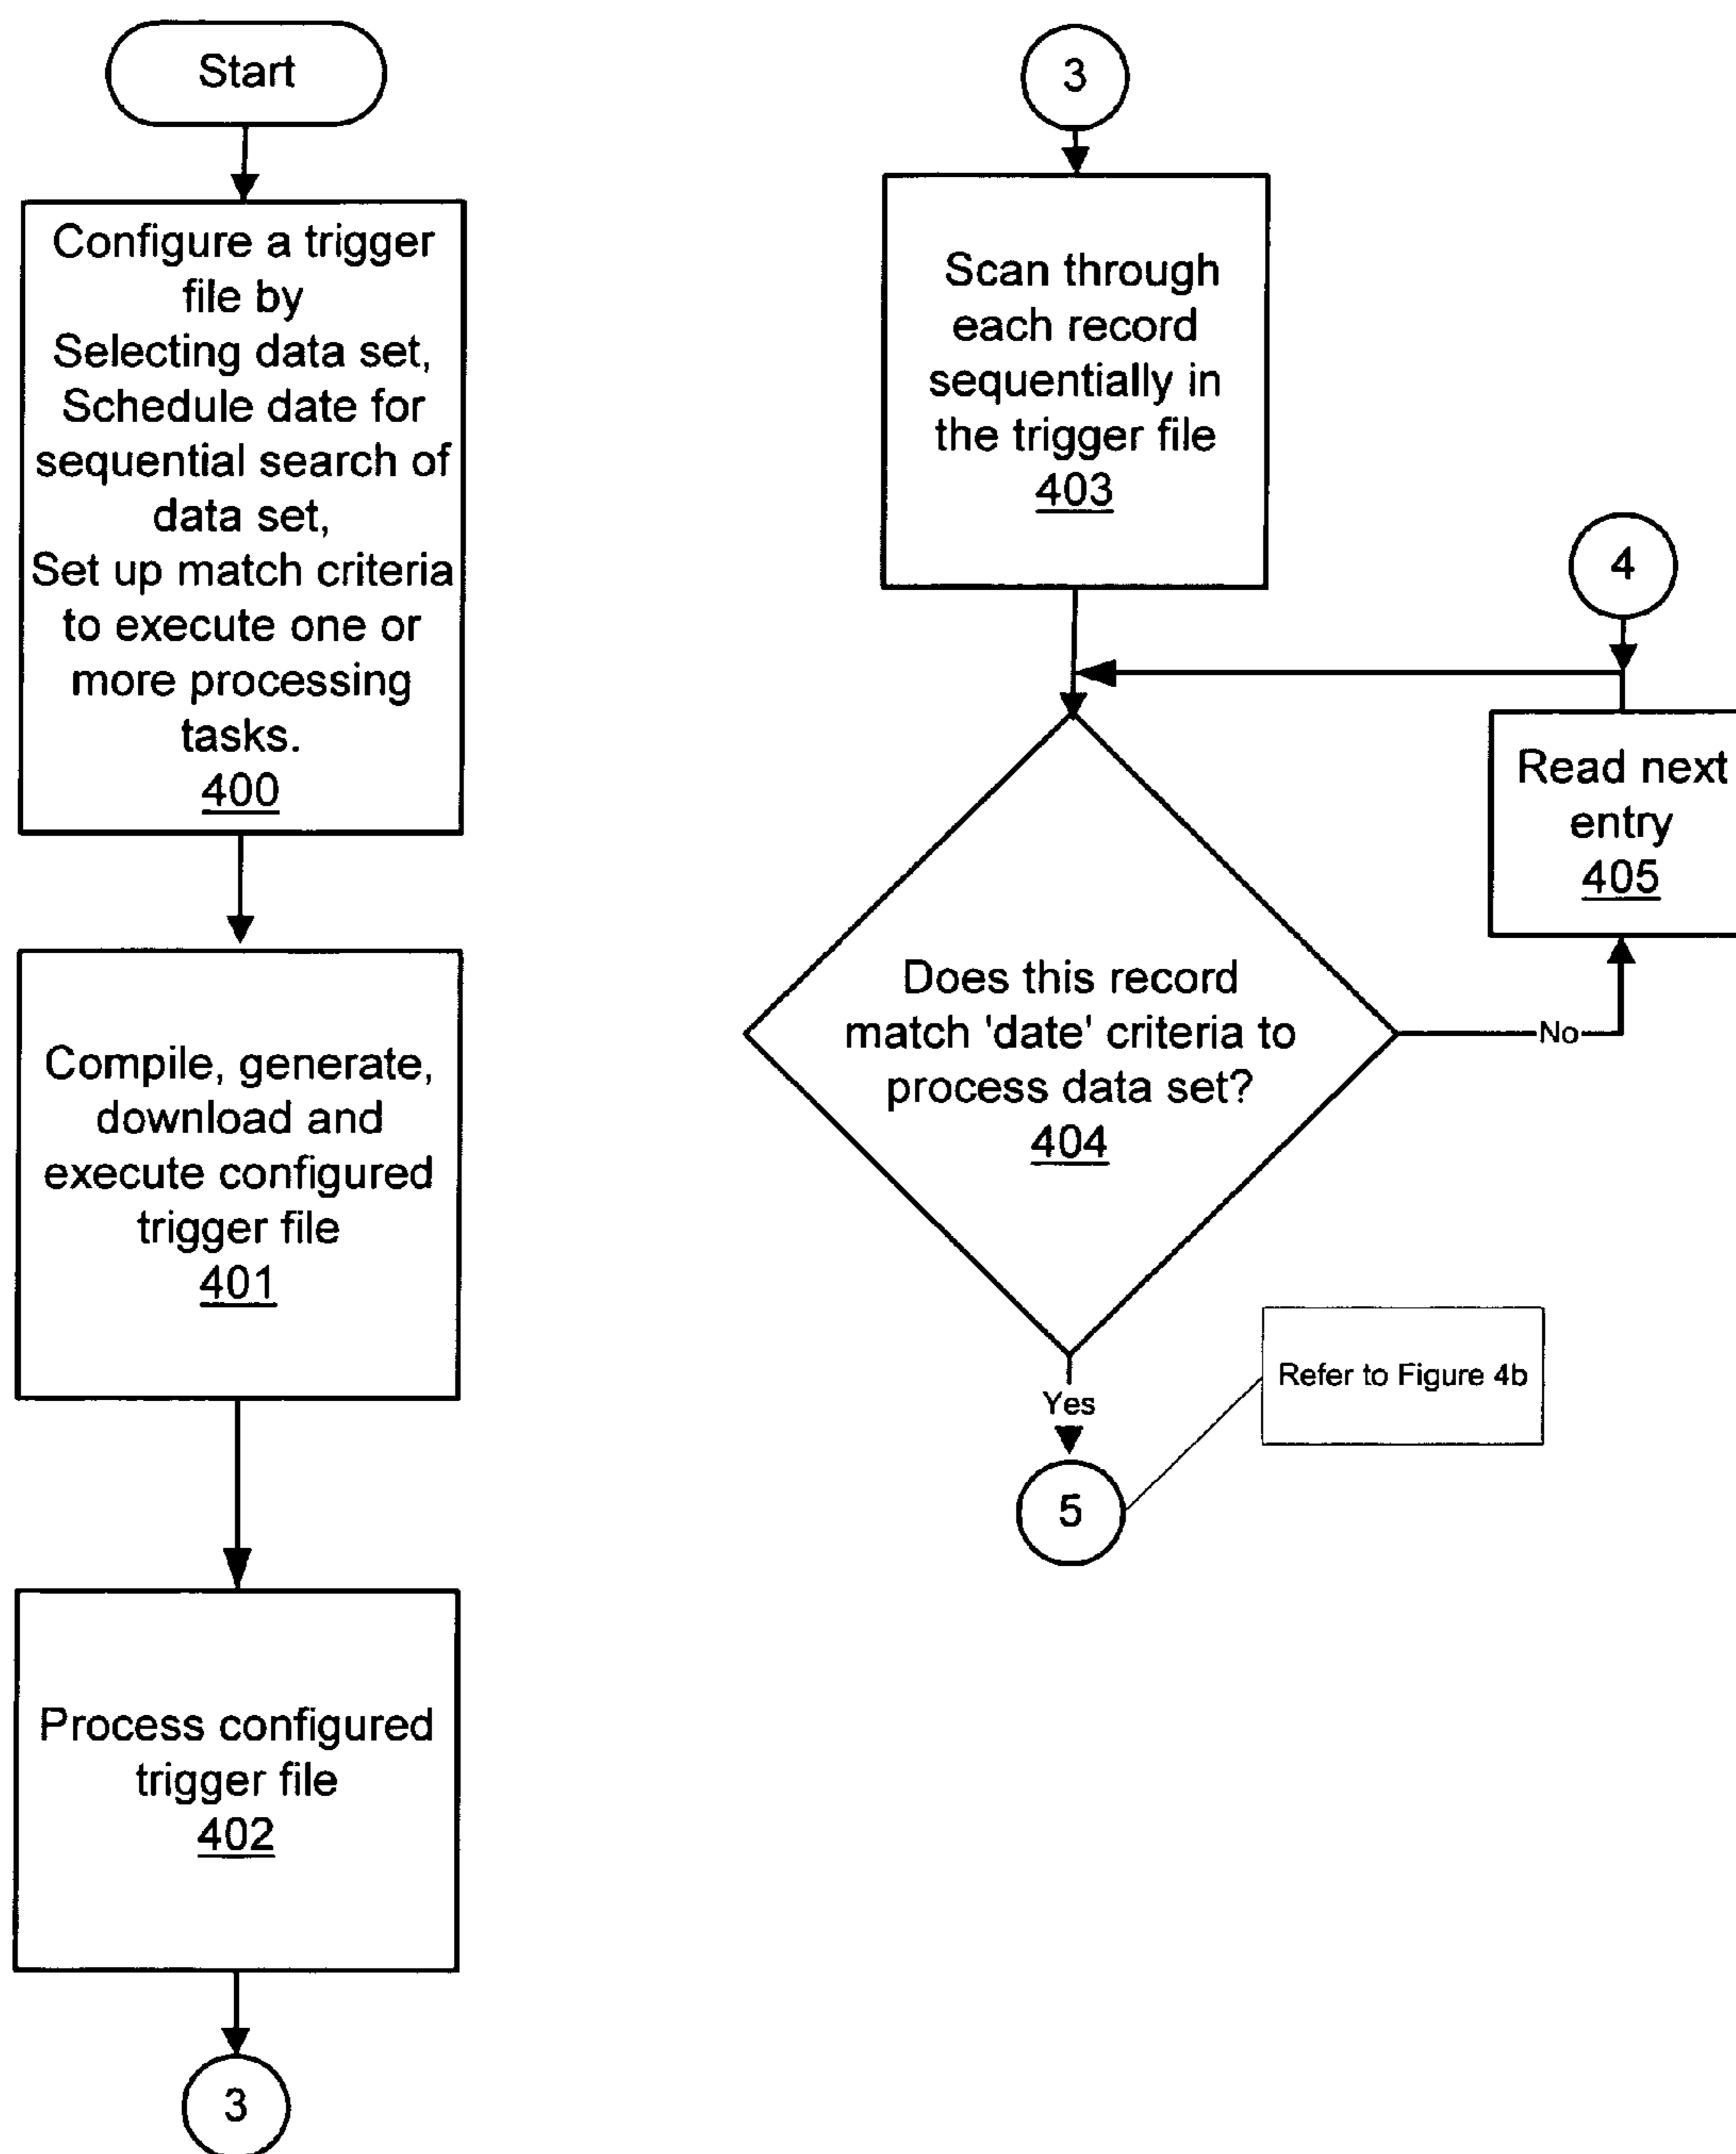 Start
Configure a trigger
file by
Selecting data set,
Schedule date for
sequential search of
data set,
Set up match criteria
to execute one or
more processing
tasks.
400
Compile, generate,
download and
execute configured
trigger file
401
Process configured
trigger file
402
3
3
Scan through
each record
sequentially in
the trigger file
403
4
Read next
entry
405
Does this record
match 'date' criteria to
process data set?
404
No
Yes
Refer to Figure 4b
5